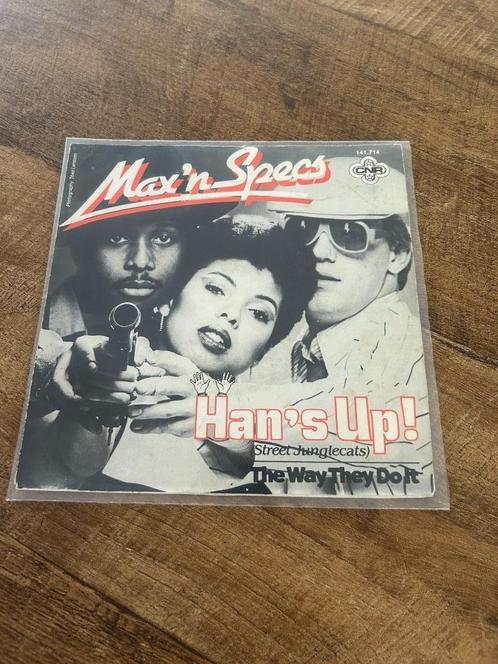 Max'n Specs
141.714
CNR
Han's Up!
(Street Junglecats)
The Way They Do It